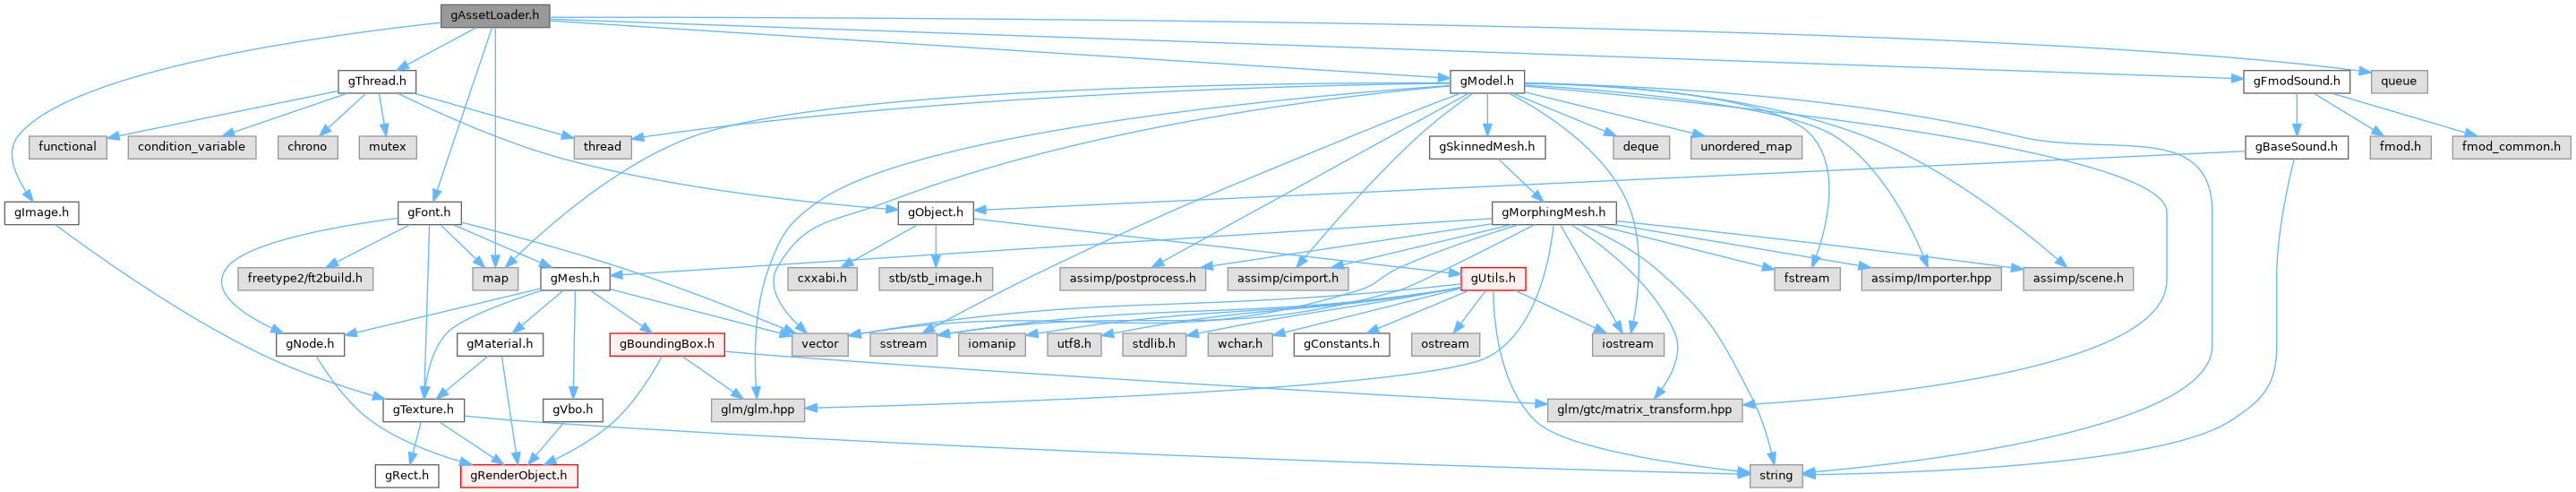 gAssetLoader.h
gThread.h
gModel.h
gFmodSound.h
queue
functional
condition_variable
chrono
mutex
thread
gSkinnedMesh.h
deque
unordered_map
gBaseSound.h
fmod.h
fmod_common.h
gImage.h
gFont.h
gObject.h
gMorphingMesh.h
freetype2/ft2build.h
map
gMesh.h
cxxabi.h
stb/stb_image.h
assimp/postprocess.h
assimp/cimport.h
gUtils.h
fstream
assimp/Importer.hpp
assimp/scene.h
gNode.h
gMaterial.h
gBoundingBox.h
vector
sstream
iomanip
utf8.h
stdlib.h
wchar.h
gConstants.h
ostream
iostream
gTexture.h
gVbo.h
glm/glm.hpp
glm/gtc/matrix_transform.hpp
gRect.h
gRenderObject.h
string